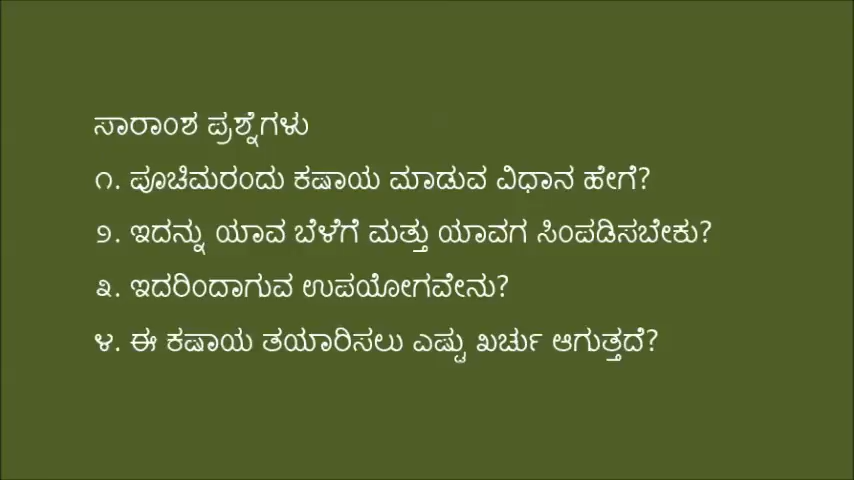 ಸಾರಾಂಶ ಪ್ರಶ್ನೆಗಳು
೧. ಪೂಚಿಮರಂದು ಕಷಾಯ ಮಾಡುವ ವಿಧಾನ ಹೇಗೆ?
೨. ಇದನ್ನು ಯಾವ ಬೆಳೆಗೆ ಮತ್ತು ಯಾವಗ ಸಿಂಪಡಿಸಬೇಕು?
೩. ಇದರಿಂದಾಗುವ ಉಪಯೋಗವೇನು?
೪. ಈ ಕಷಾಯ ತಯಾರಿಸಲು ಎಷ್ಟು ಖರ್ಚು ಆಗುತ್ತದೆ?